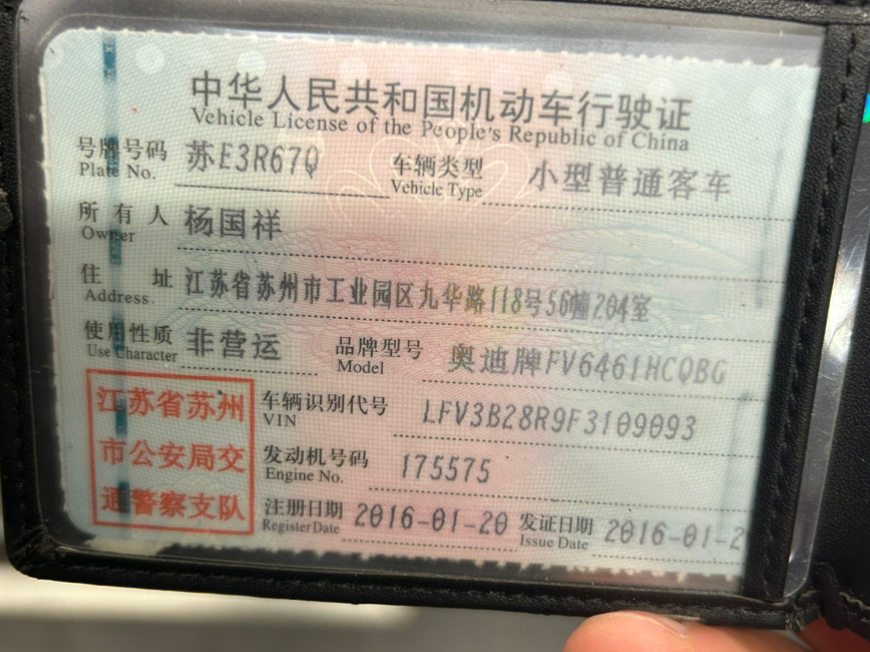 中华人民共和国机动车行驶证
Vehicle License of the People's Republic of China
号牌号码 苏E3R67Q 车辆类型 小型普通客车
Plate No. Vehicle Type
所有人 杨国祥
Owner
住址 江苏省苏州市工业园区九华路118号56幢204室
Address
使用性质 非营运 品牌型号 奥迪牌FV6461HCQBG
Use Character Model
江苏省苏州 车辆识别代号 LFV3B28R9F3109093
VIN
市公安局交 发动机号码 175575
Engine No.
通警察支队 注册日期 2016-01-20 发证日期 2016-01-2
Register Date Issue Date